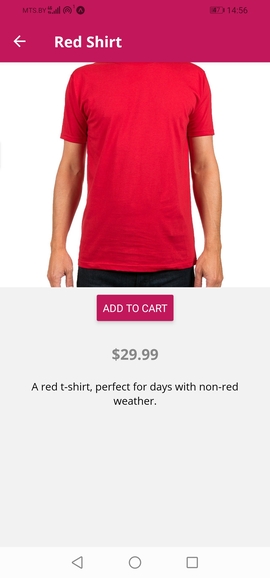 MTS BY 14:56
Red Shirt
ADD TO CART
$29.99
A red t-shirt, perfect for days with non-red
weather.